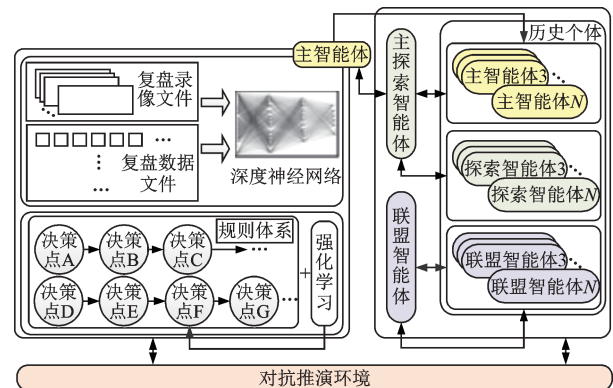 主智能体
复盘录
像文件
复盘数据
文件
...
...
深度神经网络
规则体系
决策
点A
决策
点B
决策
点C
...
决策
点D
决策
点E
决策
点F
决策
点G
...
+
强化学习
主探索智能体
联盟智能体
历史个体
主智能体3
主智能体N
探索智能体3
探索智能体N
联盟智能体3
联盟智能体N
对抗推演环境